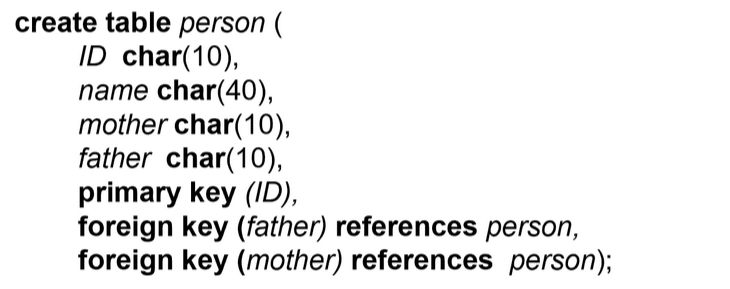 create table person (
ID char(10),
name char(40),
mother char(10),
father char(10),
primary key (ID),
foreign key (father) references person,
foreign key (mother) references person);